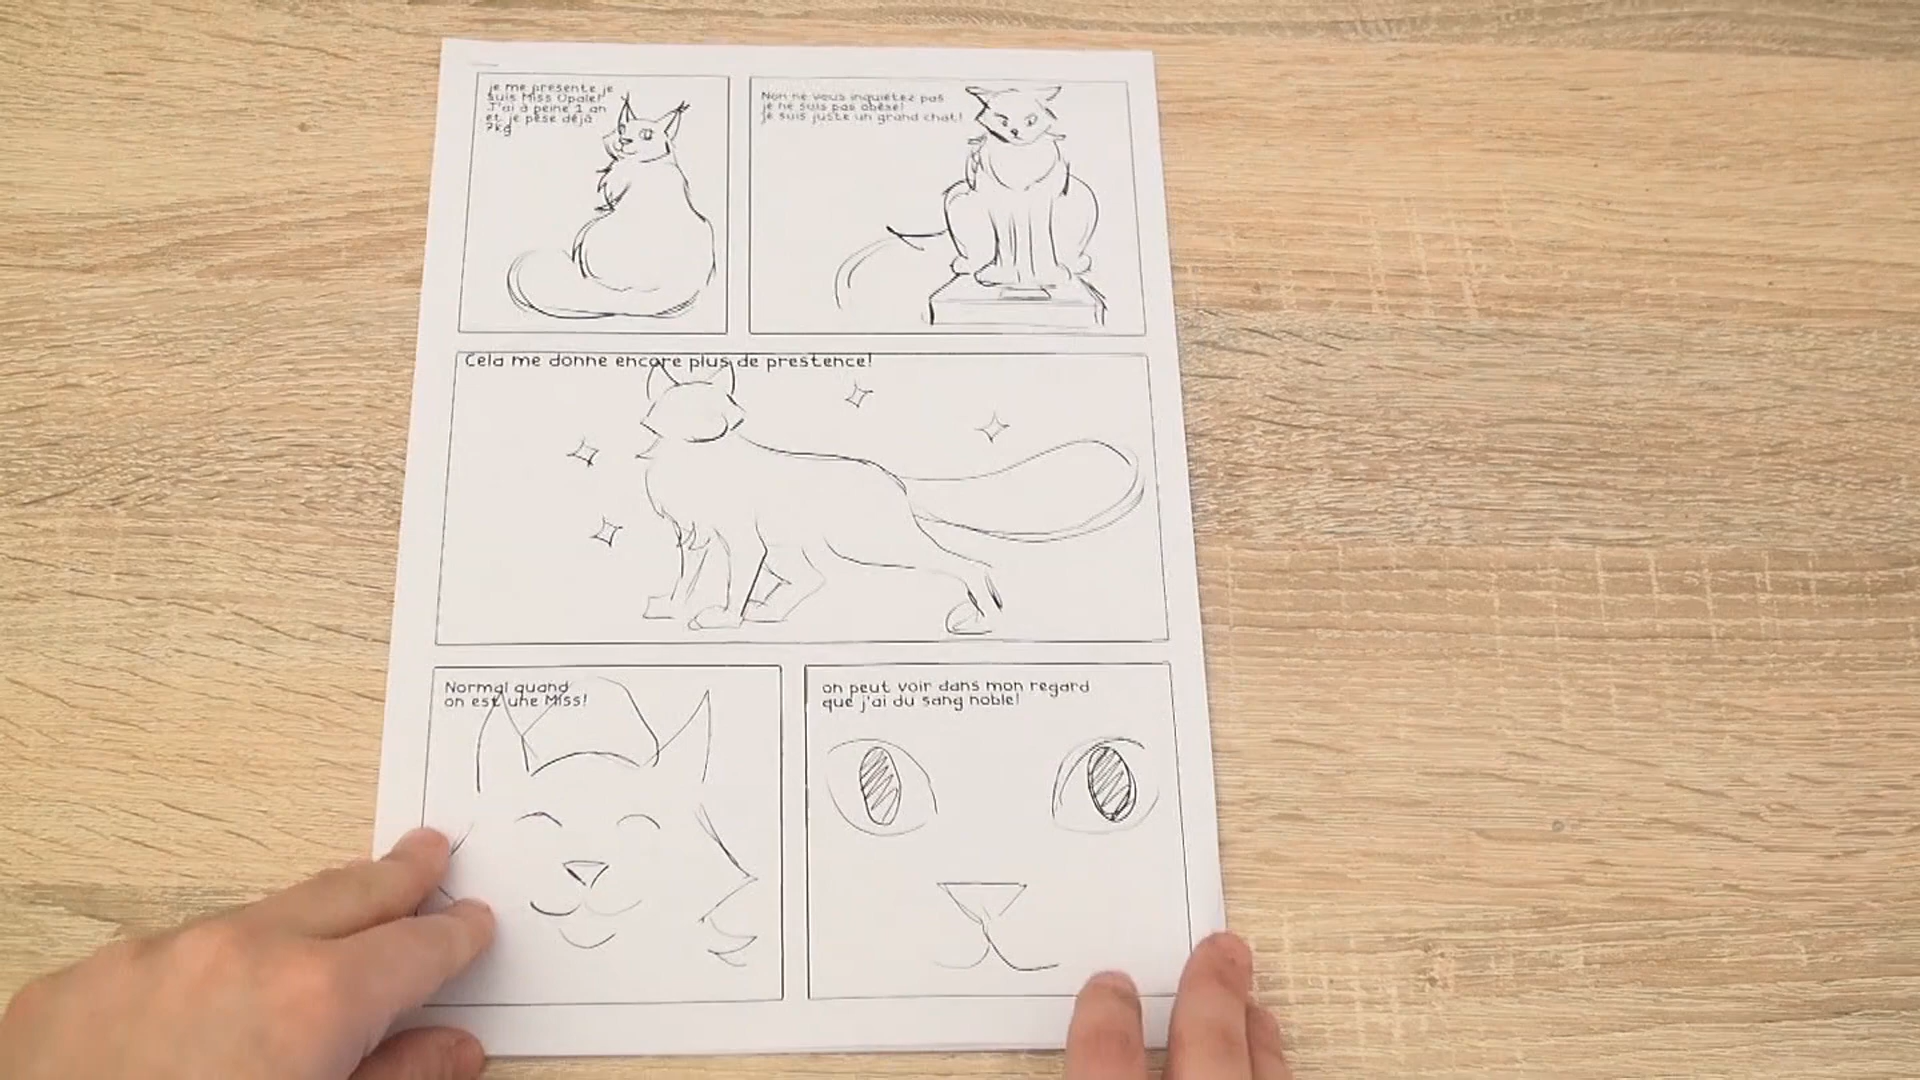 je me présente je
suis Miss Opale!
J'ai à peine 1 an
et je pèse déjà
7kg
Non ne vous inquiétez pas
je ne suis pas obèse!
je suis juste un grand chat!
Cela me donne encore plus de prestence!
Normal quand
on est une Miss!
on peut voir dans mon regard
que j'ai du sang noble!